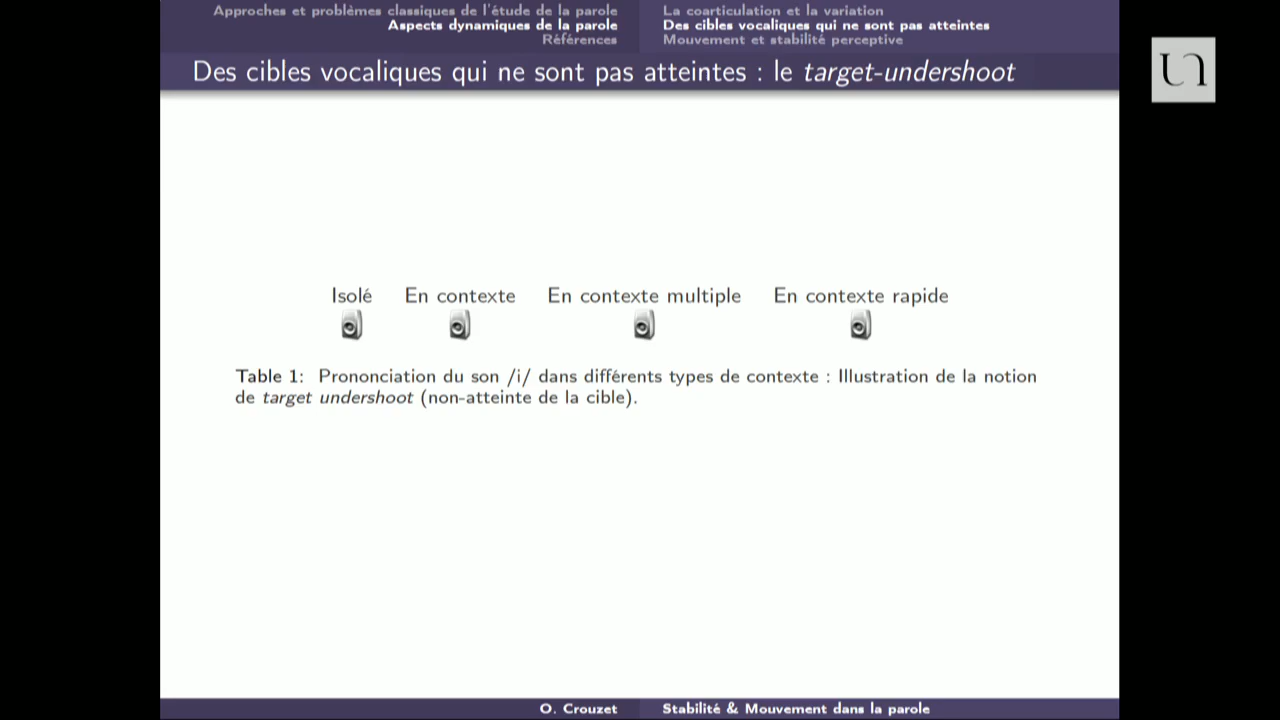 Approches et problèmes classiques de l'étude de la parole
Aspects dynamiques de la parole
Références
La coarticulation et la variation
Des cibles vocaliques qui ne sont pas atteintes
Mouvement et stabilité perceptive
Des cibles vocaliques qui ne sont pas atteintes : le target-undershoot
Isolé En contexte En contexte multiple En contexte rapide
Table 1: Prononciation du son /i/ dans différents types de contexte : Illustration de la notion
de target undershoot (non-atteinte de la cible).
O. Crouzet
Stabilité & Mouvement dans la parole